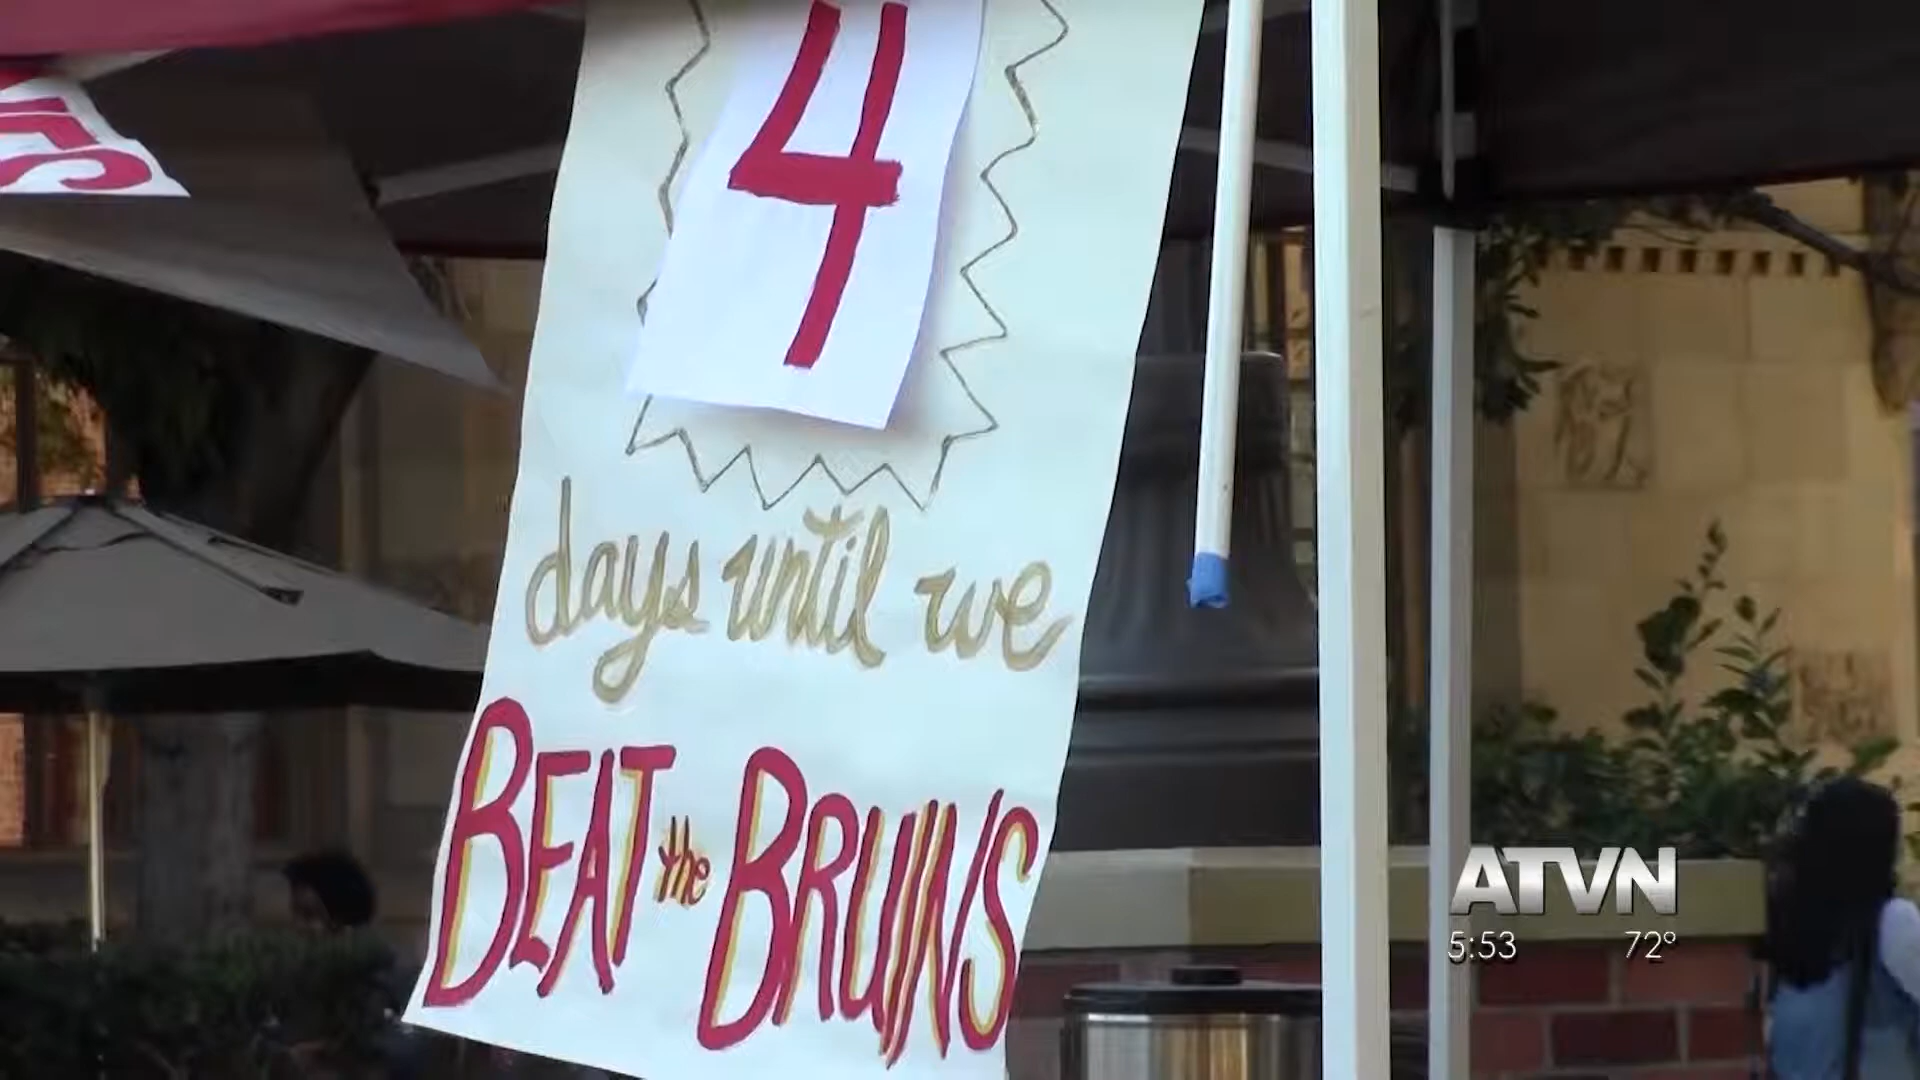 4
days until we
BEAT the BRUINS
ATVN
5:53 72°